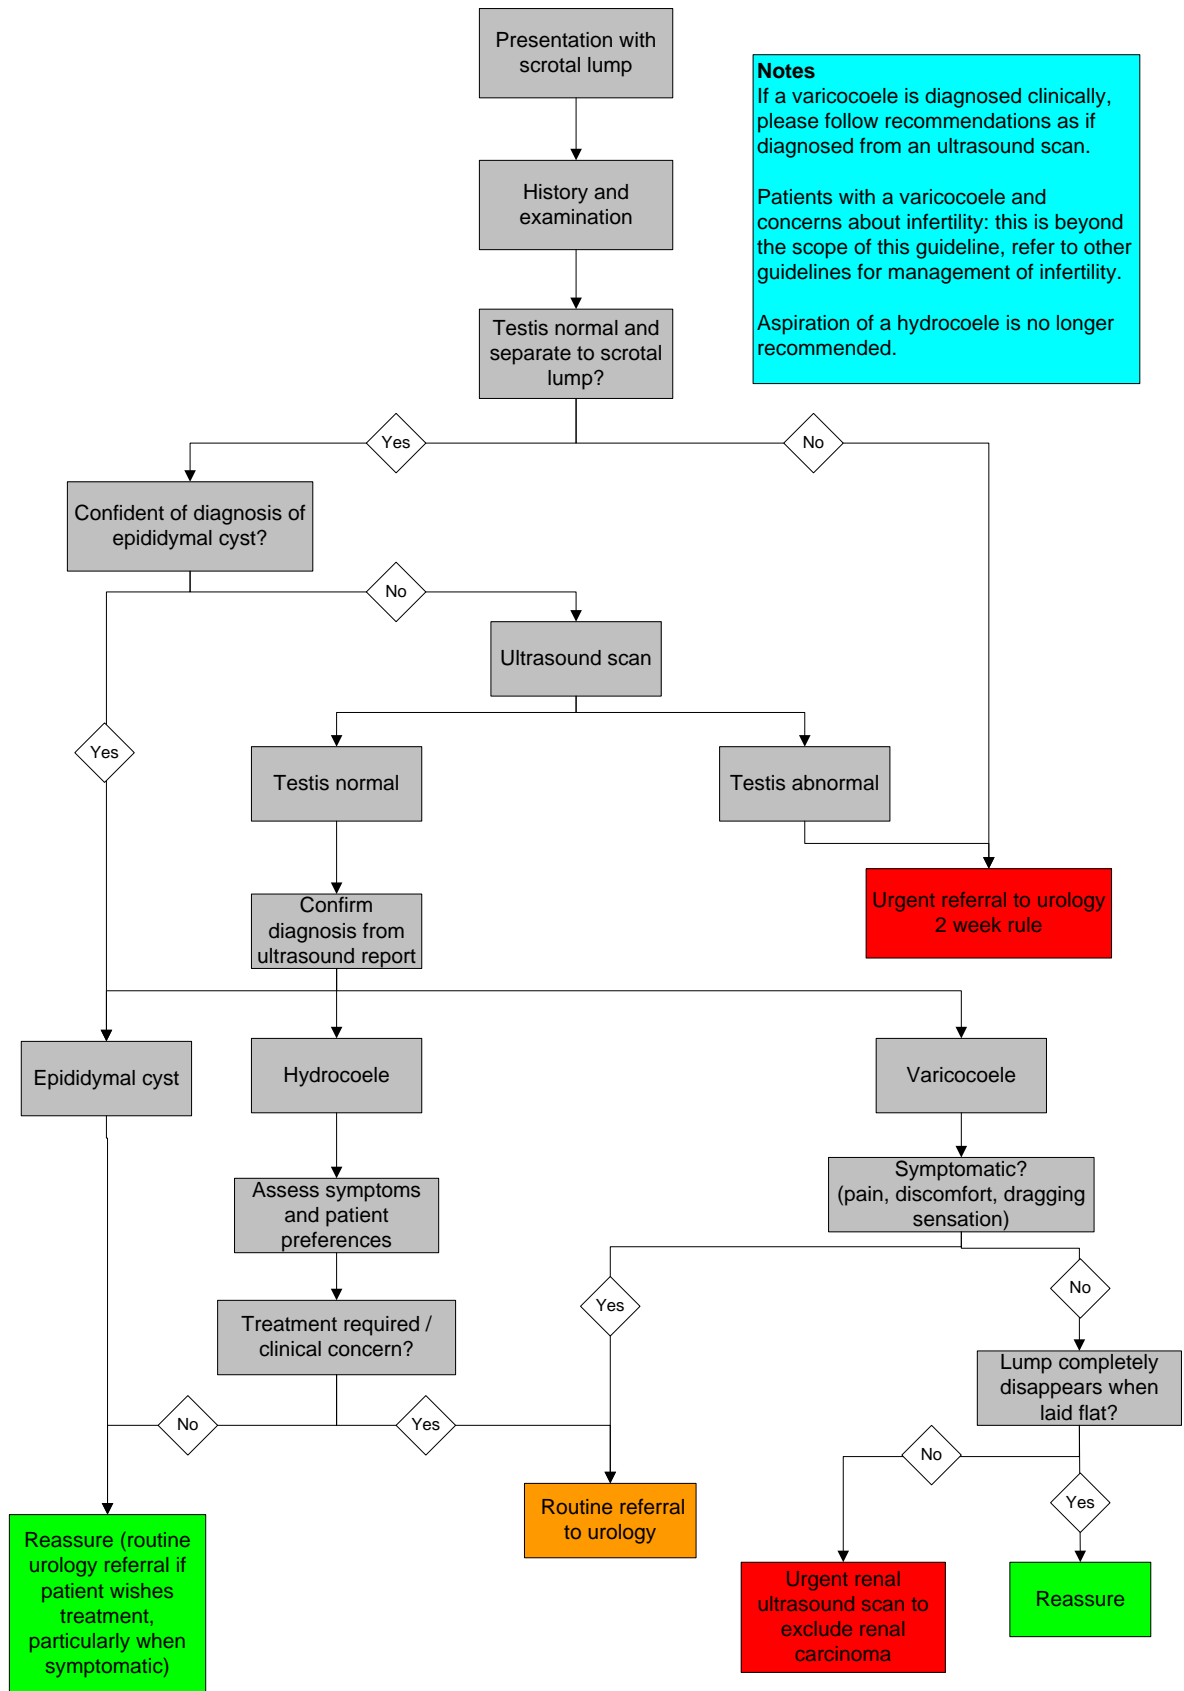 Presentation with
scrotal lump
Notes
If a varicocoele is diagnosed clinically,
please follow recommendations as if
diagnosed from an ultrasound scan.
Patients with a varicocoele and
concerns about infertility: this is beyond
the scope of this guideline, refer to other
guidelines for management of infertility.
Aspiration of a hydrocoele is no longer
recommended.
History and
examination
Testis normal and
separate to scrotal
lump?
Yes
No
Confident of diagnosis of
epididymal cyst?
No
Ultrasound scan
Yes
Testis normal
Testis abnormal
Confirm
diagnosis from
ultrasound report
Urgent referral to urology
2 week rule
Epididymal cyst
Hydrocoele
Varicocoele
Assess symptoms
and patient
preferences
Symptomatic?
(pain, discomfort, dragging
sensation)
Yes
No
Treatment required /
clinical concern?
Lump completely
disappears when
laid flat?
No
Yes
No
Yes
Reassure (routine
urology referral if
patient wishes
treatment,
particularly when
symptomatic)
Routine referral
to urology
Urgent renal
ultrasound scan to
exclude renal
carcinoma
Reassure